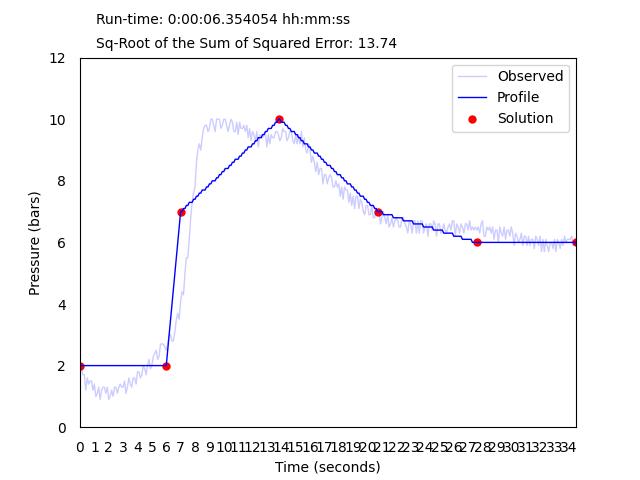 Run-time: 0:00:06.354054 hh:mm:ss
Sq-Root of the Sum of Squared Error: 13.74
12
10
8
6
4
2
0
Pressure (bars)
Observed
Profile
Solution
0 1 2 3 4 5 6 7 8 9 10 11 12 13 14 15 16 17 18 19 20 21 22 23 24 25 26 27 28 29 30 31 32 33 34
Time (seconds)